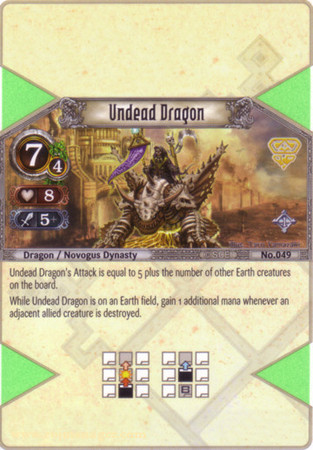 Undead Dragon
7
4
8
5+
Dragon / Novogus Dynasty
No.049
Undead Dragon's Attack is equal to 5 plus the number of other Earth creatures
on the board.
While Undead Dragon is on an Earth field, gain 1 additional mana whenever an
adjacent allied creature is destroyed.